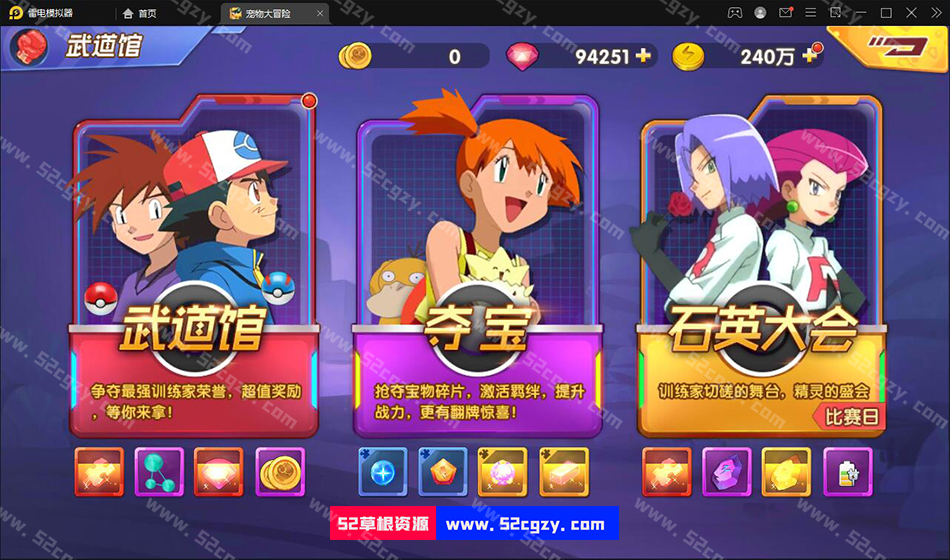 雷电模拟器
首页
宠物大冒险
武道馆
0
94251
240万
武道馆
争夺最强训练家荣誉，超值奖励
，等你来拿！
夺宝
抢夺宝物碎片，激活羁绊，提升
战力，更有翻牌惊喜！
石英大会
训练家切磋的舞台，精灵的盛会
比赛日
52草根资源 www.52cgzy.com
www.52cgzy.com